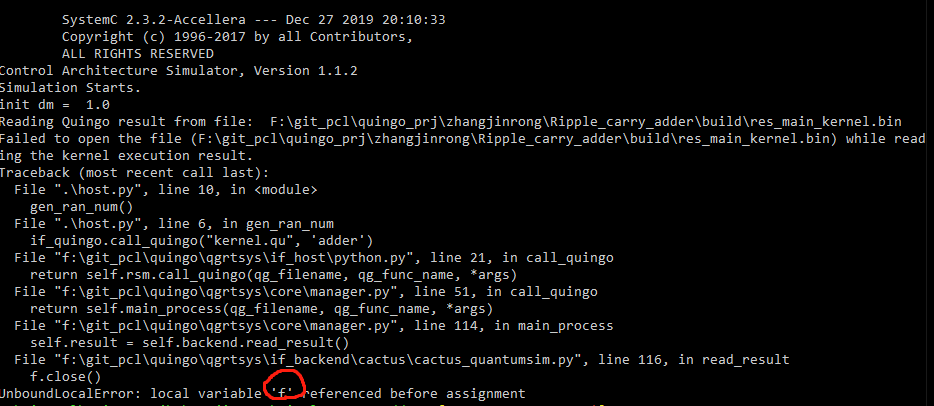 SystemC 2.3.2-Accellera --- Dec 27 2019 20:10:33
Copyright (c) 1996-2017 by all Contributors,
ALL RIGHTS RESERVED
Control Architecture Simulator, Version 1.1.2
Simulation Starts.
init dm =  1.0
Reading Quingo result from file:  F:\git_pcl\quingo_prj\zhangjinrong\Ripple_carry_adder\build\res_main_kernel.bin
Failed to open the file (F:\git_pcl\quingo_prj\zhangjinrong\Ripple_carry_adder\build\res_main_kernel.bin) while read
ing the kernel execution result.
Traceback (most recent call last):
  File ".\host.py", line 10, in <module>
    gen_ran_num()
  File ".\host.py", line 6, in gen_ran_num
    if_quingo.call_quingo("kernel.qu", 'adder')
  File "f:\git_pcl\quingo\qgrtsys\if_host\python.py", line 21, in call_quingo
    return self.rsm.call_quingo(qg_filename, qg_func_name, *args)
  File "f:\git_pcl\quingo\qgrtsys\core\manager.py", line 51, in call_quingo
    return self.main_process(qg_filename, qg_func_name, *args)
  File "f:\git_pcl\quingo\qgrtsys\core\manager.py", line 114, in main_process
    self.result = self.backend.read_result()
  File "f:\git_pcl\quingo\qgrtsys\if_backend\cactus\cactus_quantumsim.py", line 116, in read_result
    f.close()
UnboundLocalError: local variable 'f' referenced before assignment